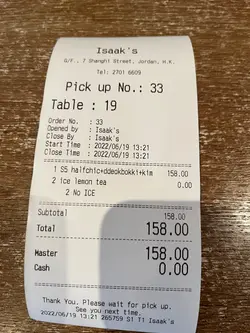 Isaak's
G/F., 7 Shanghi Street, Jordan, H.K.
Tel: 2701 6609
Pick up No.: 33
Table : 19
Order No. : 33
Opened by : Isaak's
Close By : Isaak's
Start Time : 2022/06/19 13:21
Close Time : 2022/06/19 13:21
1 S5 halfchic+ddeokbokki+kim 158.00
2 ice lemon tea 0.00
2 No ICE
Subtotal 158.00
Total 158.00
Master 158.00
Cash 0.00
Thank You. Please wait for pick up.
See you next time.
2022/06/19 13:21 265759 S1 T1 Isaak's